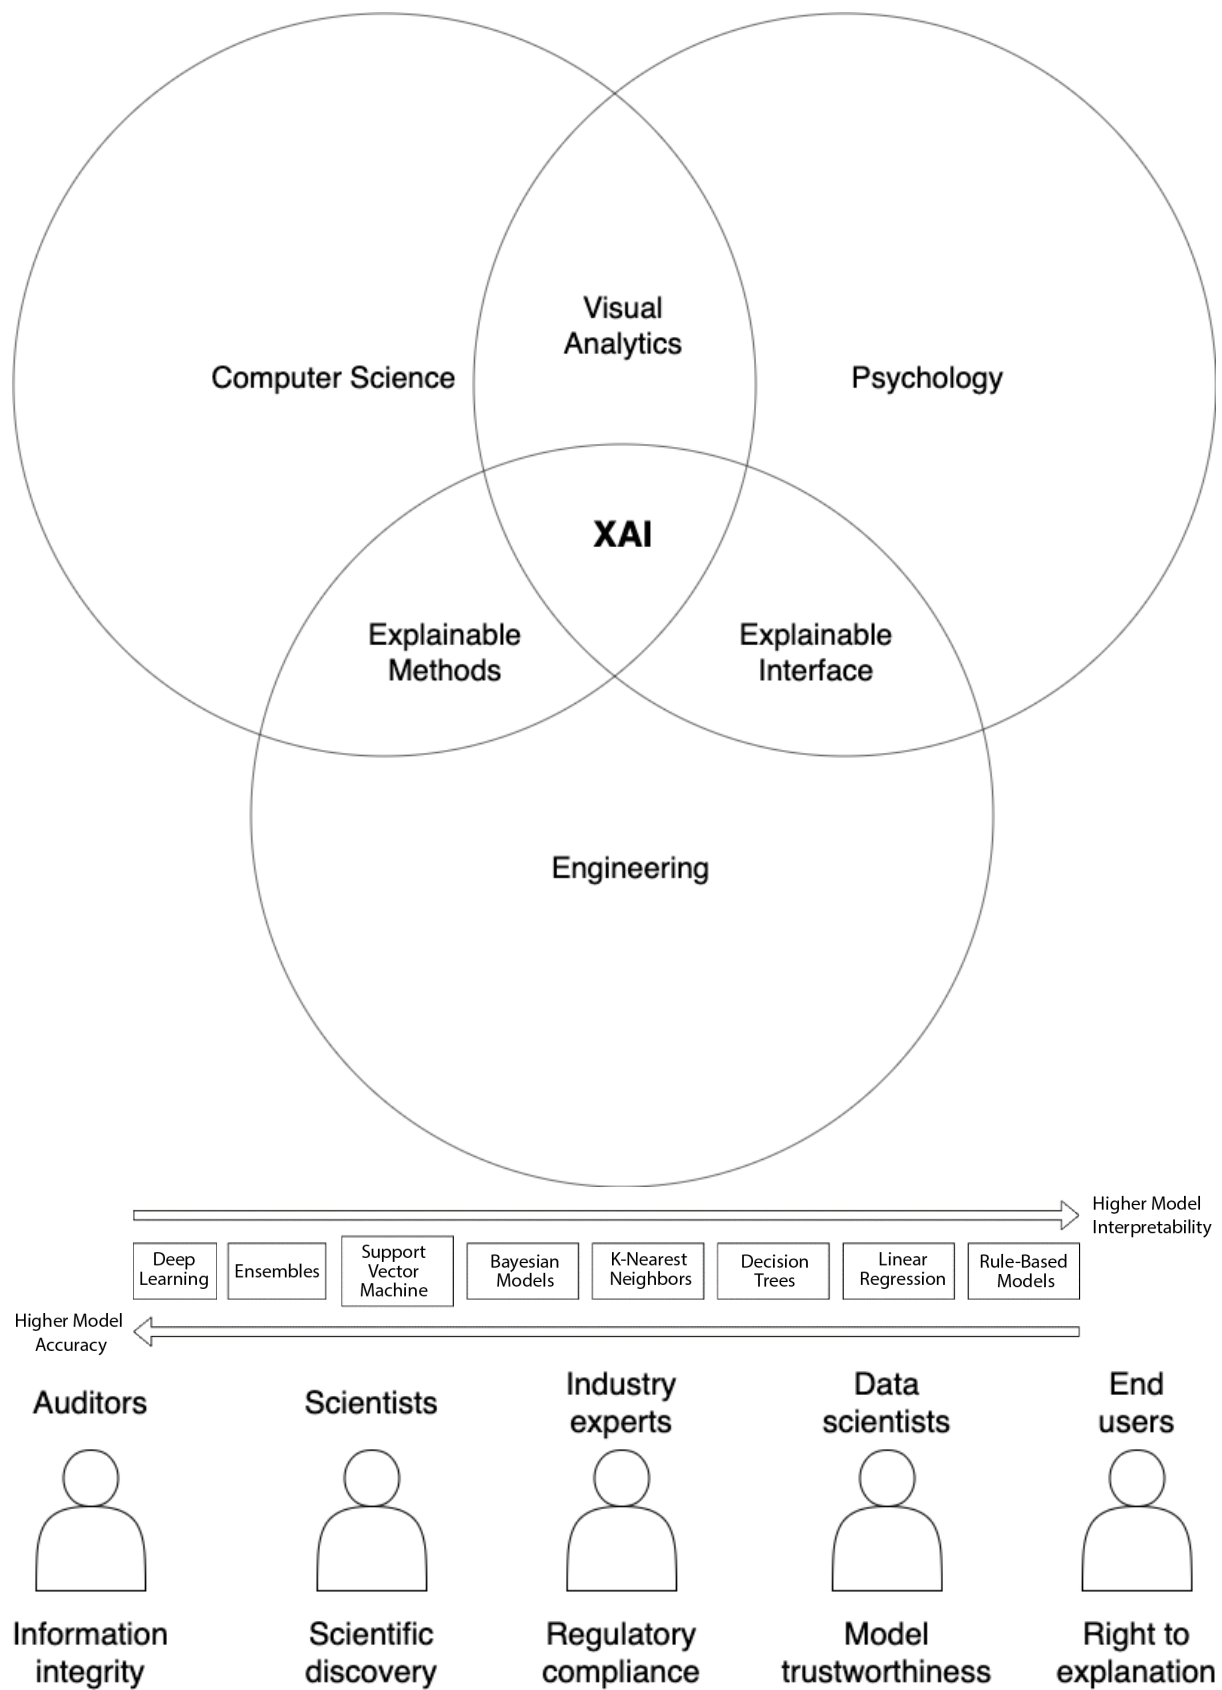 Visual
Analytics
Computer Science
Psychology
XAI
Explainable
Methods
Explainable
Interface
Engineering
Higher Model
Interpretability
Deep
Learning
Ensembles
Support
Vector
Machine
Bayesian
Models
K-Nearest
Neighbors
Decision
Trees
Linear
Regression
Rule-Based
Models
Higher Model
Accuracy
Auditors
Scientists
Industry
experts
Data
scientists
End
users
Information
integrity
Scientific
discovery
Regulatory
compliance
Model
trustworthiness
Right to
explanation